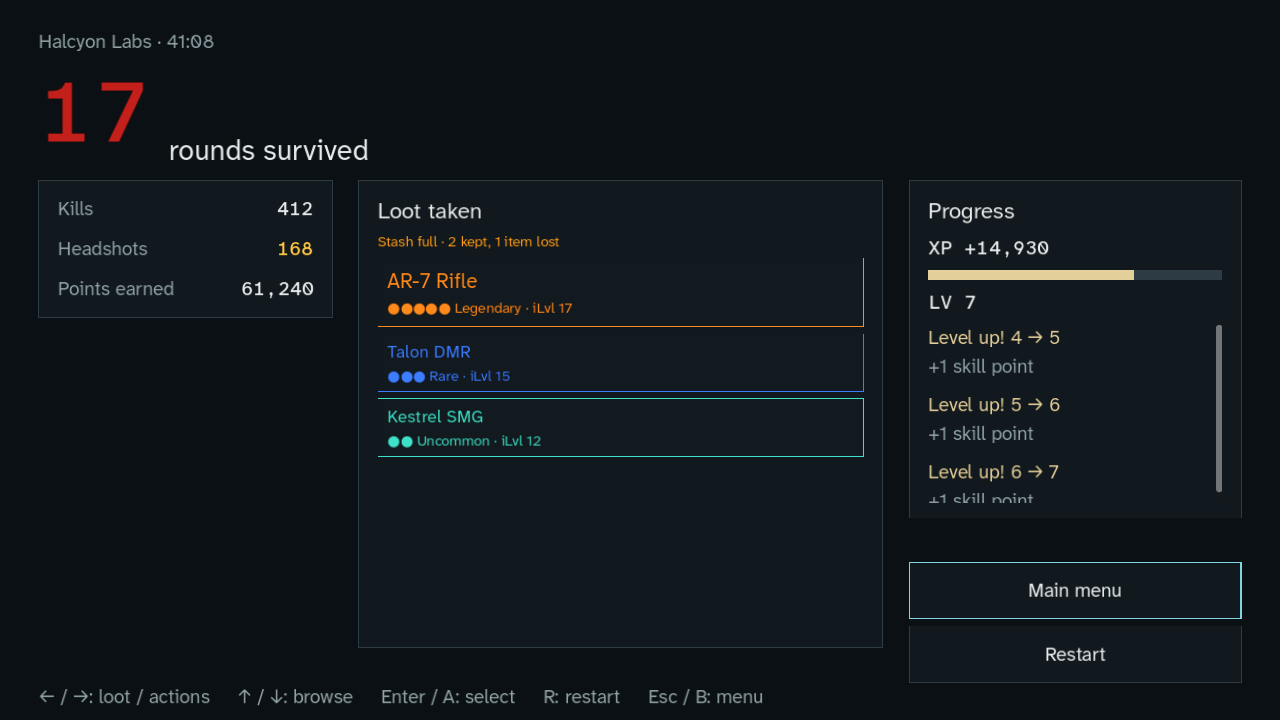 Halcyon Labs · 41:08
17 rounds survived
Kills 412
Headshots 168
Points earned 61,240
Loot taken
Stash full · 2 kept, 1 item lost
AR-7 Rifle
●●●●● Legendary · iLvl 17
Talon DMR
●●● Rare · iLvl 15
Kestrel SMG
●● Uncommon · iLvl 12
Progress
XP +14,930
LV 7
Level up! 4 → 5
+1 skill point
Level up! 5 → 6
+1 skill point
Level up! 6 → 7
+1 skill point
Main menu
Restart
← / →: loot / actions ↑ / ↓: browse Enter / A: select R: restart Esc / B: menu